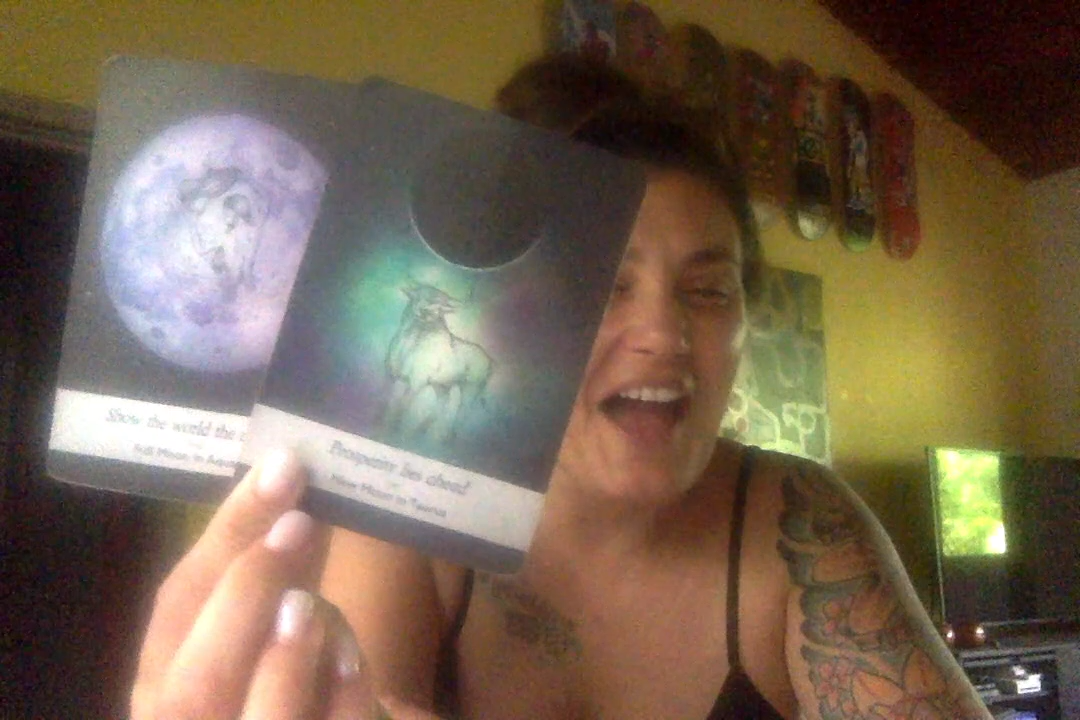 Show the world the
Full Moon in
Prosperity lies ahead
New Moon in Taurus